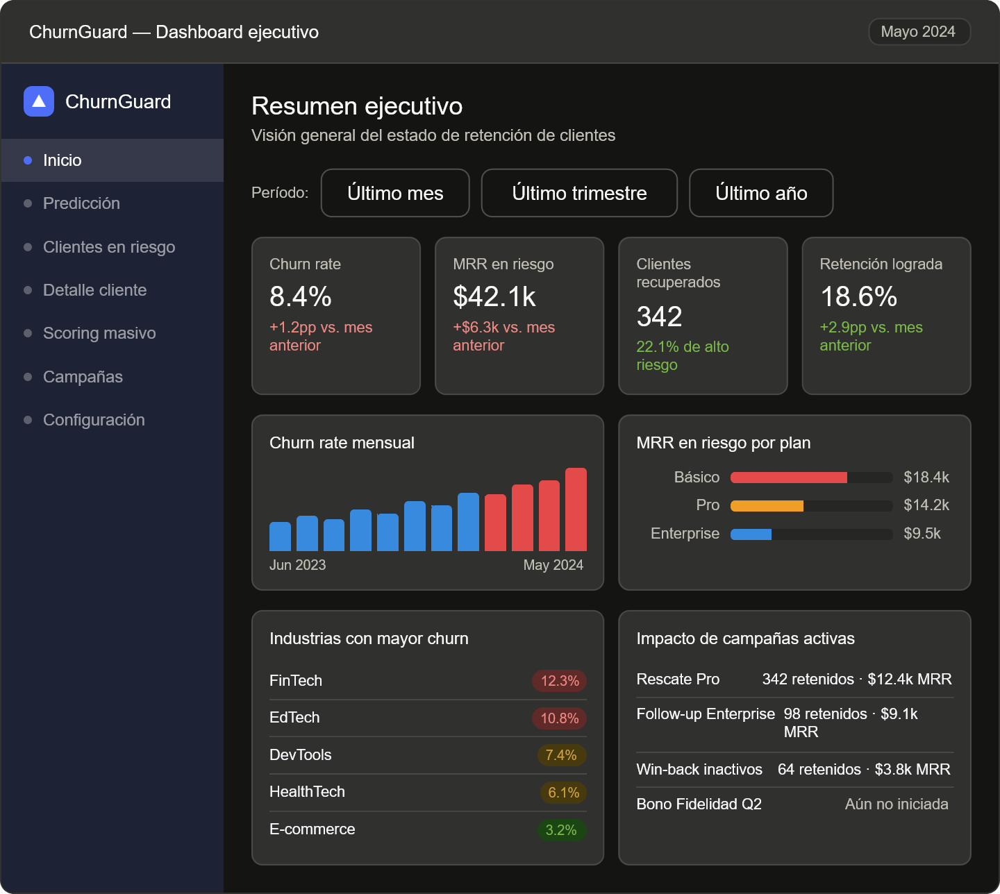 ChurnGuard — Dashboard ejecutivo
Mayo 2024
ChurnGuard
Inicio
Predicción
Clientes en riesgo
Detalle cliente
Scoring masivo
Campañas
Configuración
Resumen ejecutivo
Visión general del estado de retención de clientes
Período:
Último mes
Último trimestre
Último año
Churn rate
8.4%
+1.2pp vs. mes
anterior
MRR en riesgo
$42.1k
+$6.3k vs. mes
anterior
Clientes
recuperados
342
22.1% de alto
riesgo
Retención lograda
18.6%
+2.9pp vs. mes
anterior
Churn rate mensual
Jun 2023
May 2024
MRR en riesgo por plan
Básico $18.4k
Pro $14.2k
Enterprise $9.5k
Industrias con mayor churn
FinTech 12.3%
EdTech 10.8%
DevTools 7.4%
HealthTech 6.1%
E-commerce 3.2%
Impacto de campañas activas
Rescate Pro 342 retenidos · $12.4k MRR
Follow-up Enterprise 98 retenidos · $9.1k
MRR
Win-back inactivos 64 retenidos · $3.8k MRR
Bono Fidelidad Q2 Aún no iniciada